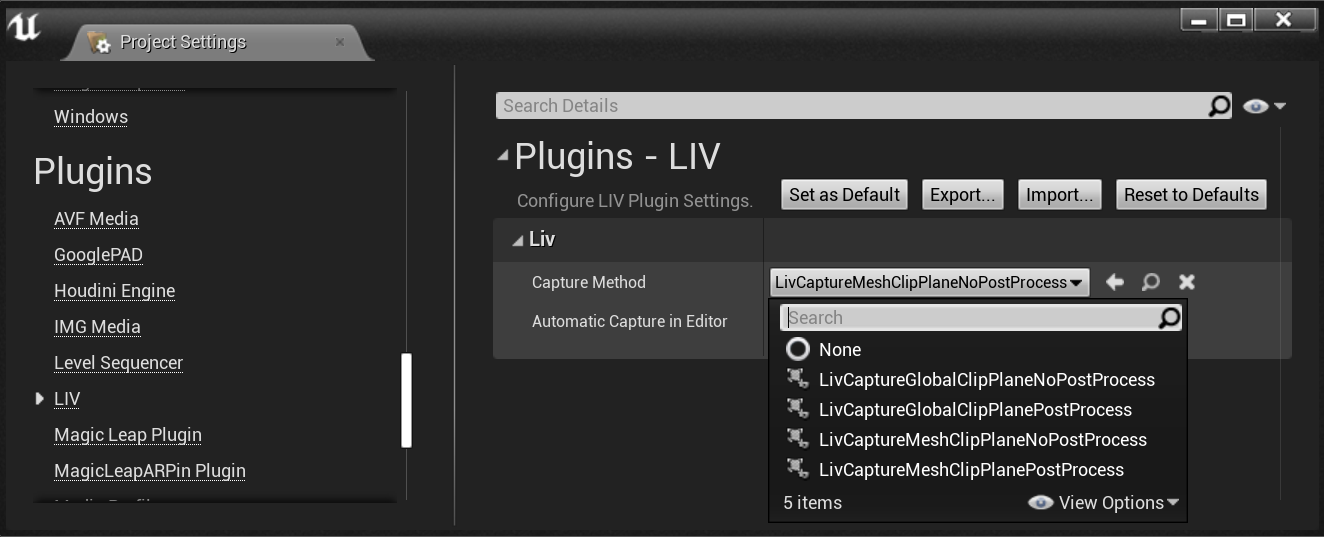 Project Settings
Windows
Plugins
AVF Media
GooglePAD
Houdini Engine
IMG Media
Level Sequencer
LIV
Magic Leap Plugin
MagicLeapARPin Plugin
Search Details
Plugins - LIV
Configure LIV Plugin Settings.
Set as Default
Export...
Import...
Reset to Defaults
Liv
Capture Method
LivCaptureMeshClipPlaneNoPostProcess
Automatic Capture in Editor
Search
None
LivCaptureGlobalClipPlaneNoPostProcess
LivCaptureGlobalClipPlanePostProcess
LivCaptureMeshClipPlaneNoPostProcess
LivCaptureMeshClipPlanePostProcess
5 items
View Options